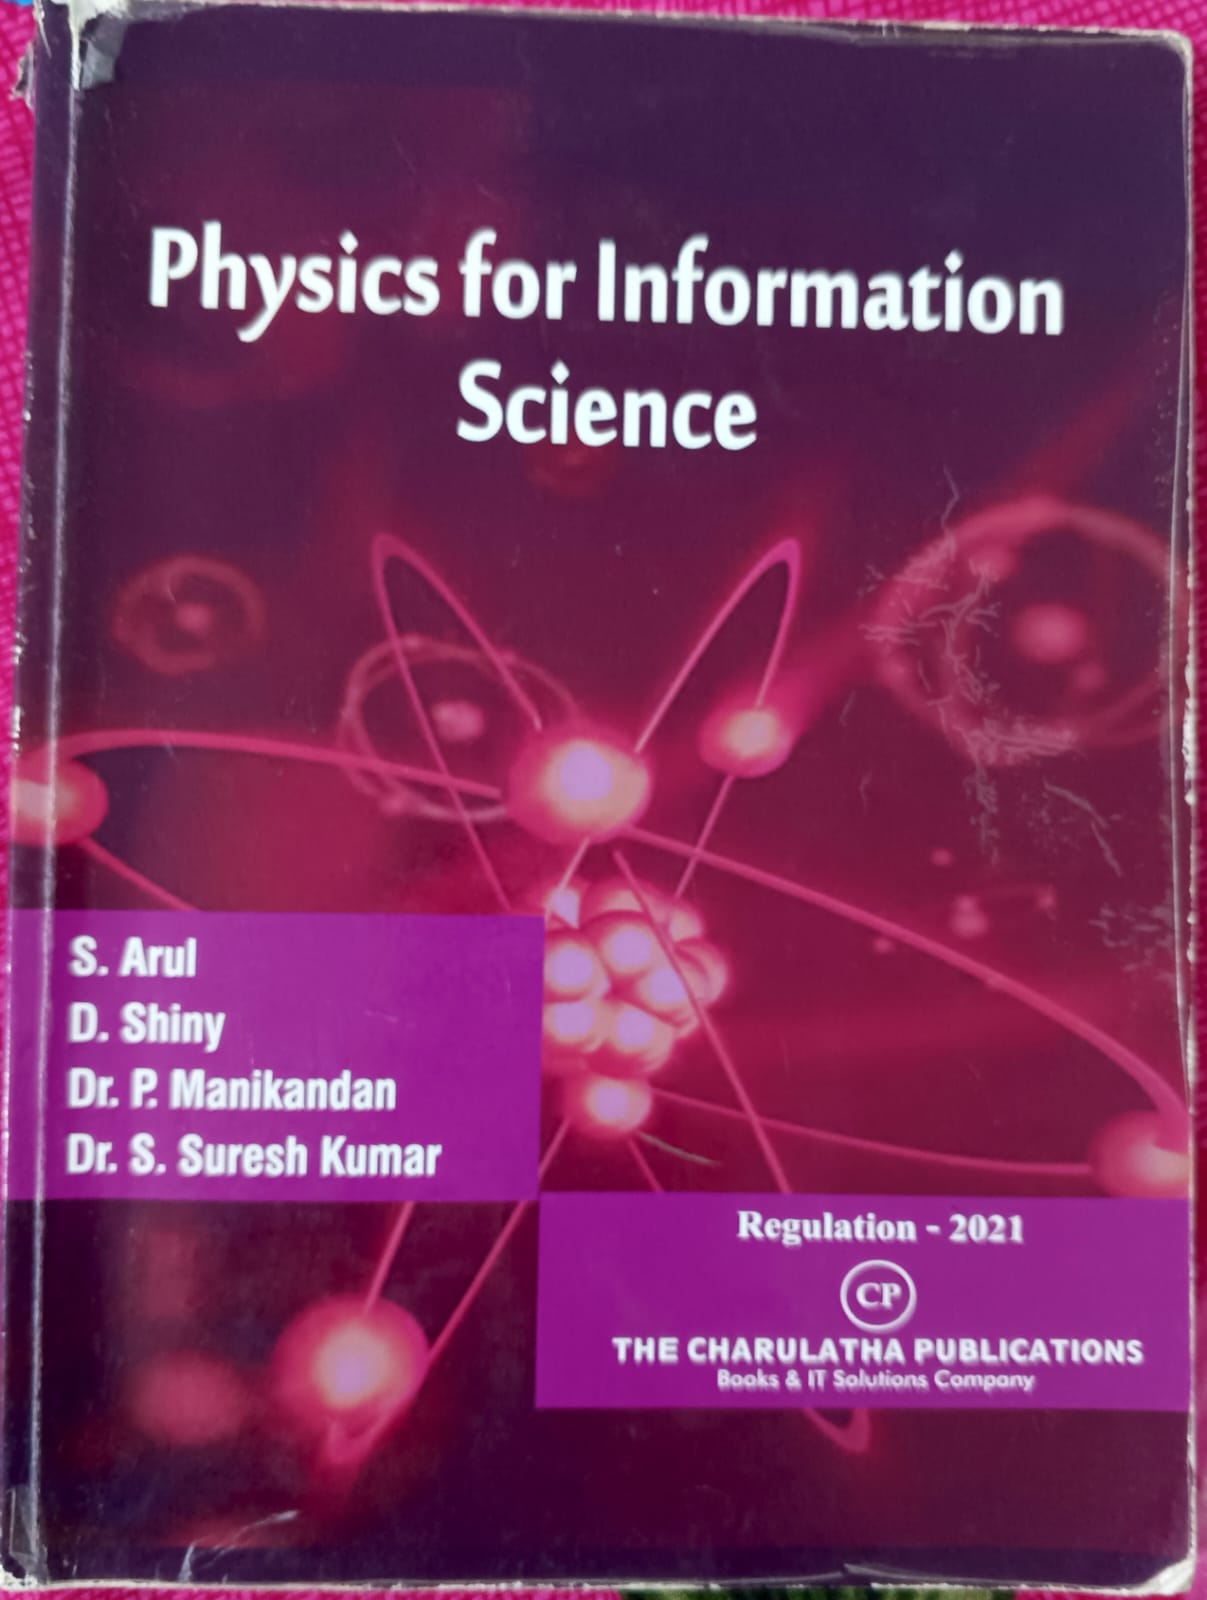 Physics for Information
Science
S. Arul
D. Shiny
Dr. P. Manikandan
Dr. S. Suresh Kumar
Regulation - 2021
CP
THE CHARULATHA PUBLICATIONS
Books & IT Solutions Company